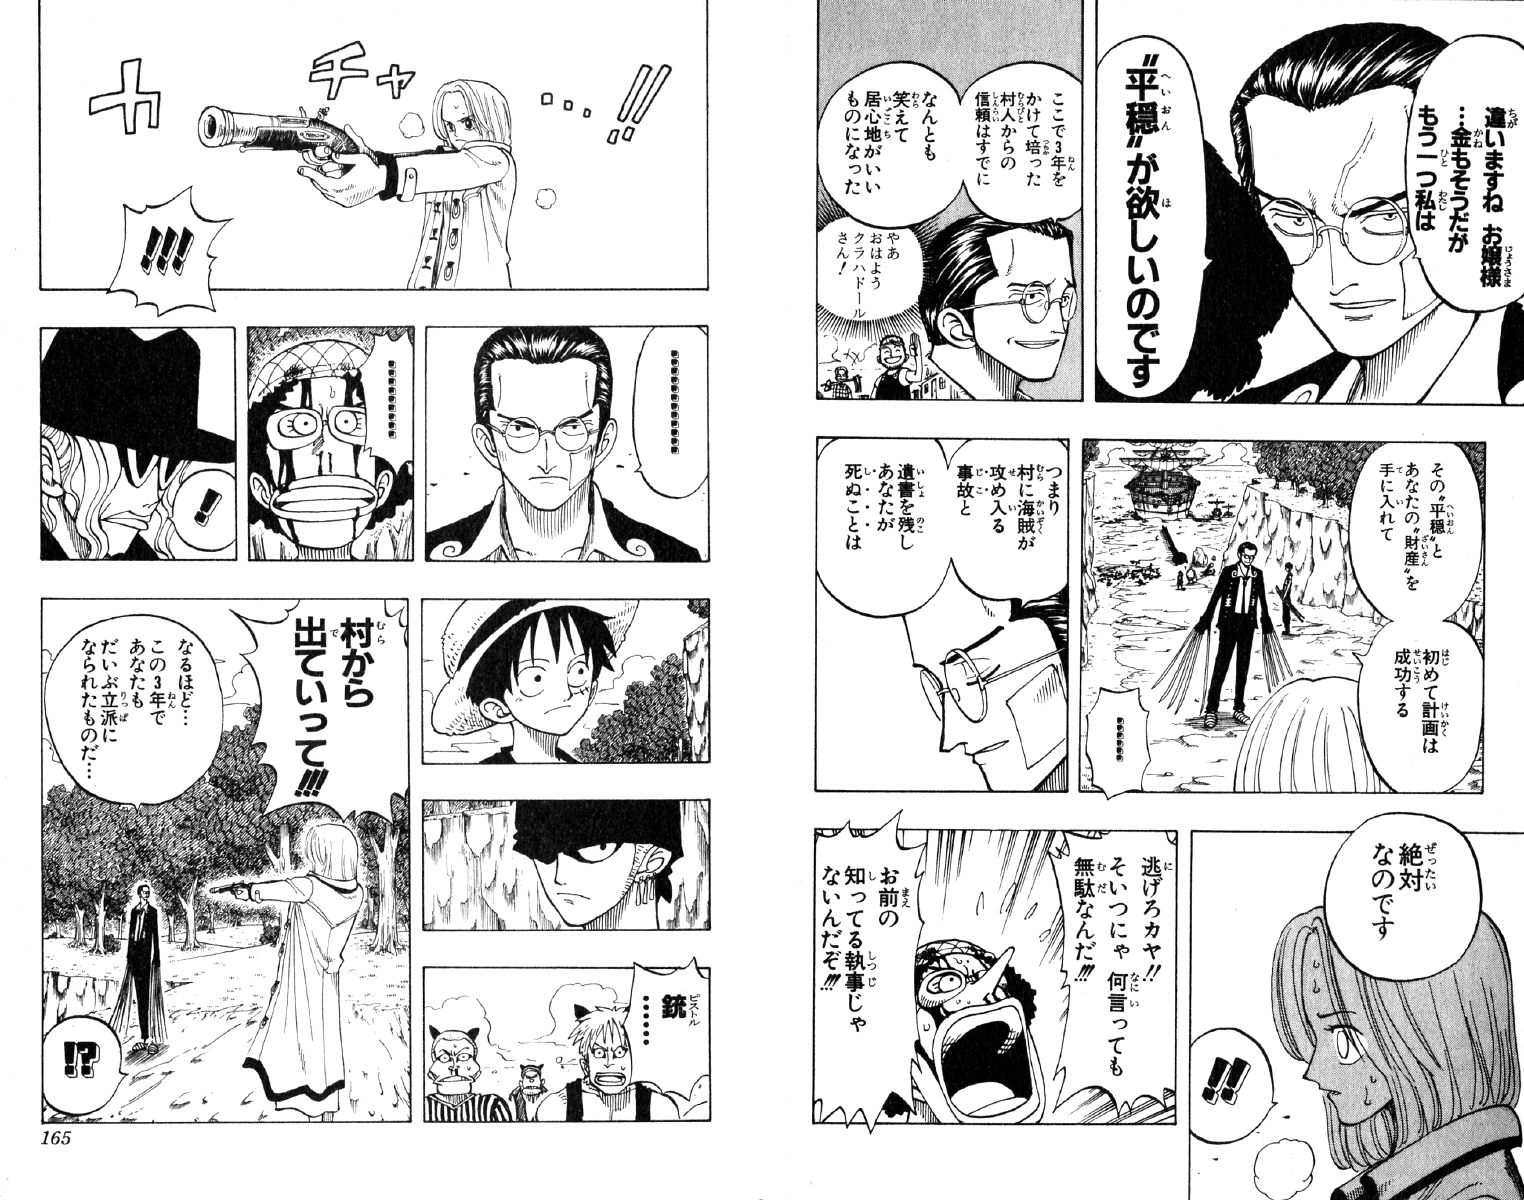 違いますね お嬢様
…金もそうだが
もう一つ私は
“平穏”が欲しいのです
ここで3年を
かけて培った
村人からの
信頼はすでに
なんとも
笑えて
居心地がいい
ものになった
やあ
おはよう
クラハドール
さん!
その“平穏”と
あなたの“財産”を
手に入れて
初めて計画は
成功する
……
つまり
村に海賊が
攻め入る
事故と
遺書を残し
あなたが
死ぬことは
絶対
なのです
!!
逃げろカヤ!!
そいつにゃ 何言っても
無駄なんだ!!!
お前の
知ってる執事じゃ
ないんだぞ!!!
チャ
カ
…!!
!!!
…………
…………
!
村から
出ていって!!!
なるほど…
この3年で
あなたも
だいぶ立派に
なられたものだ…
!?
銃
……
165